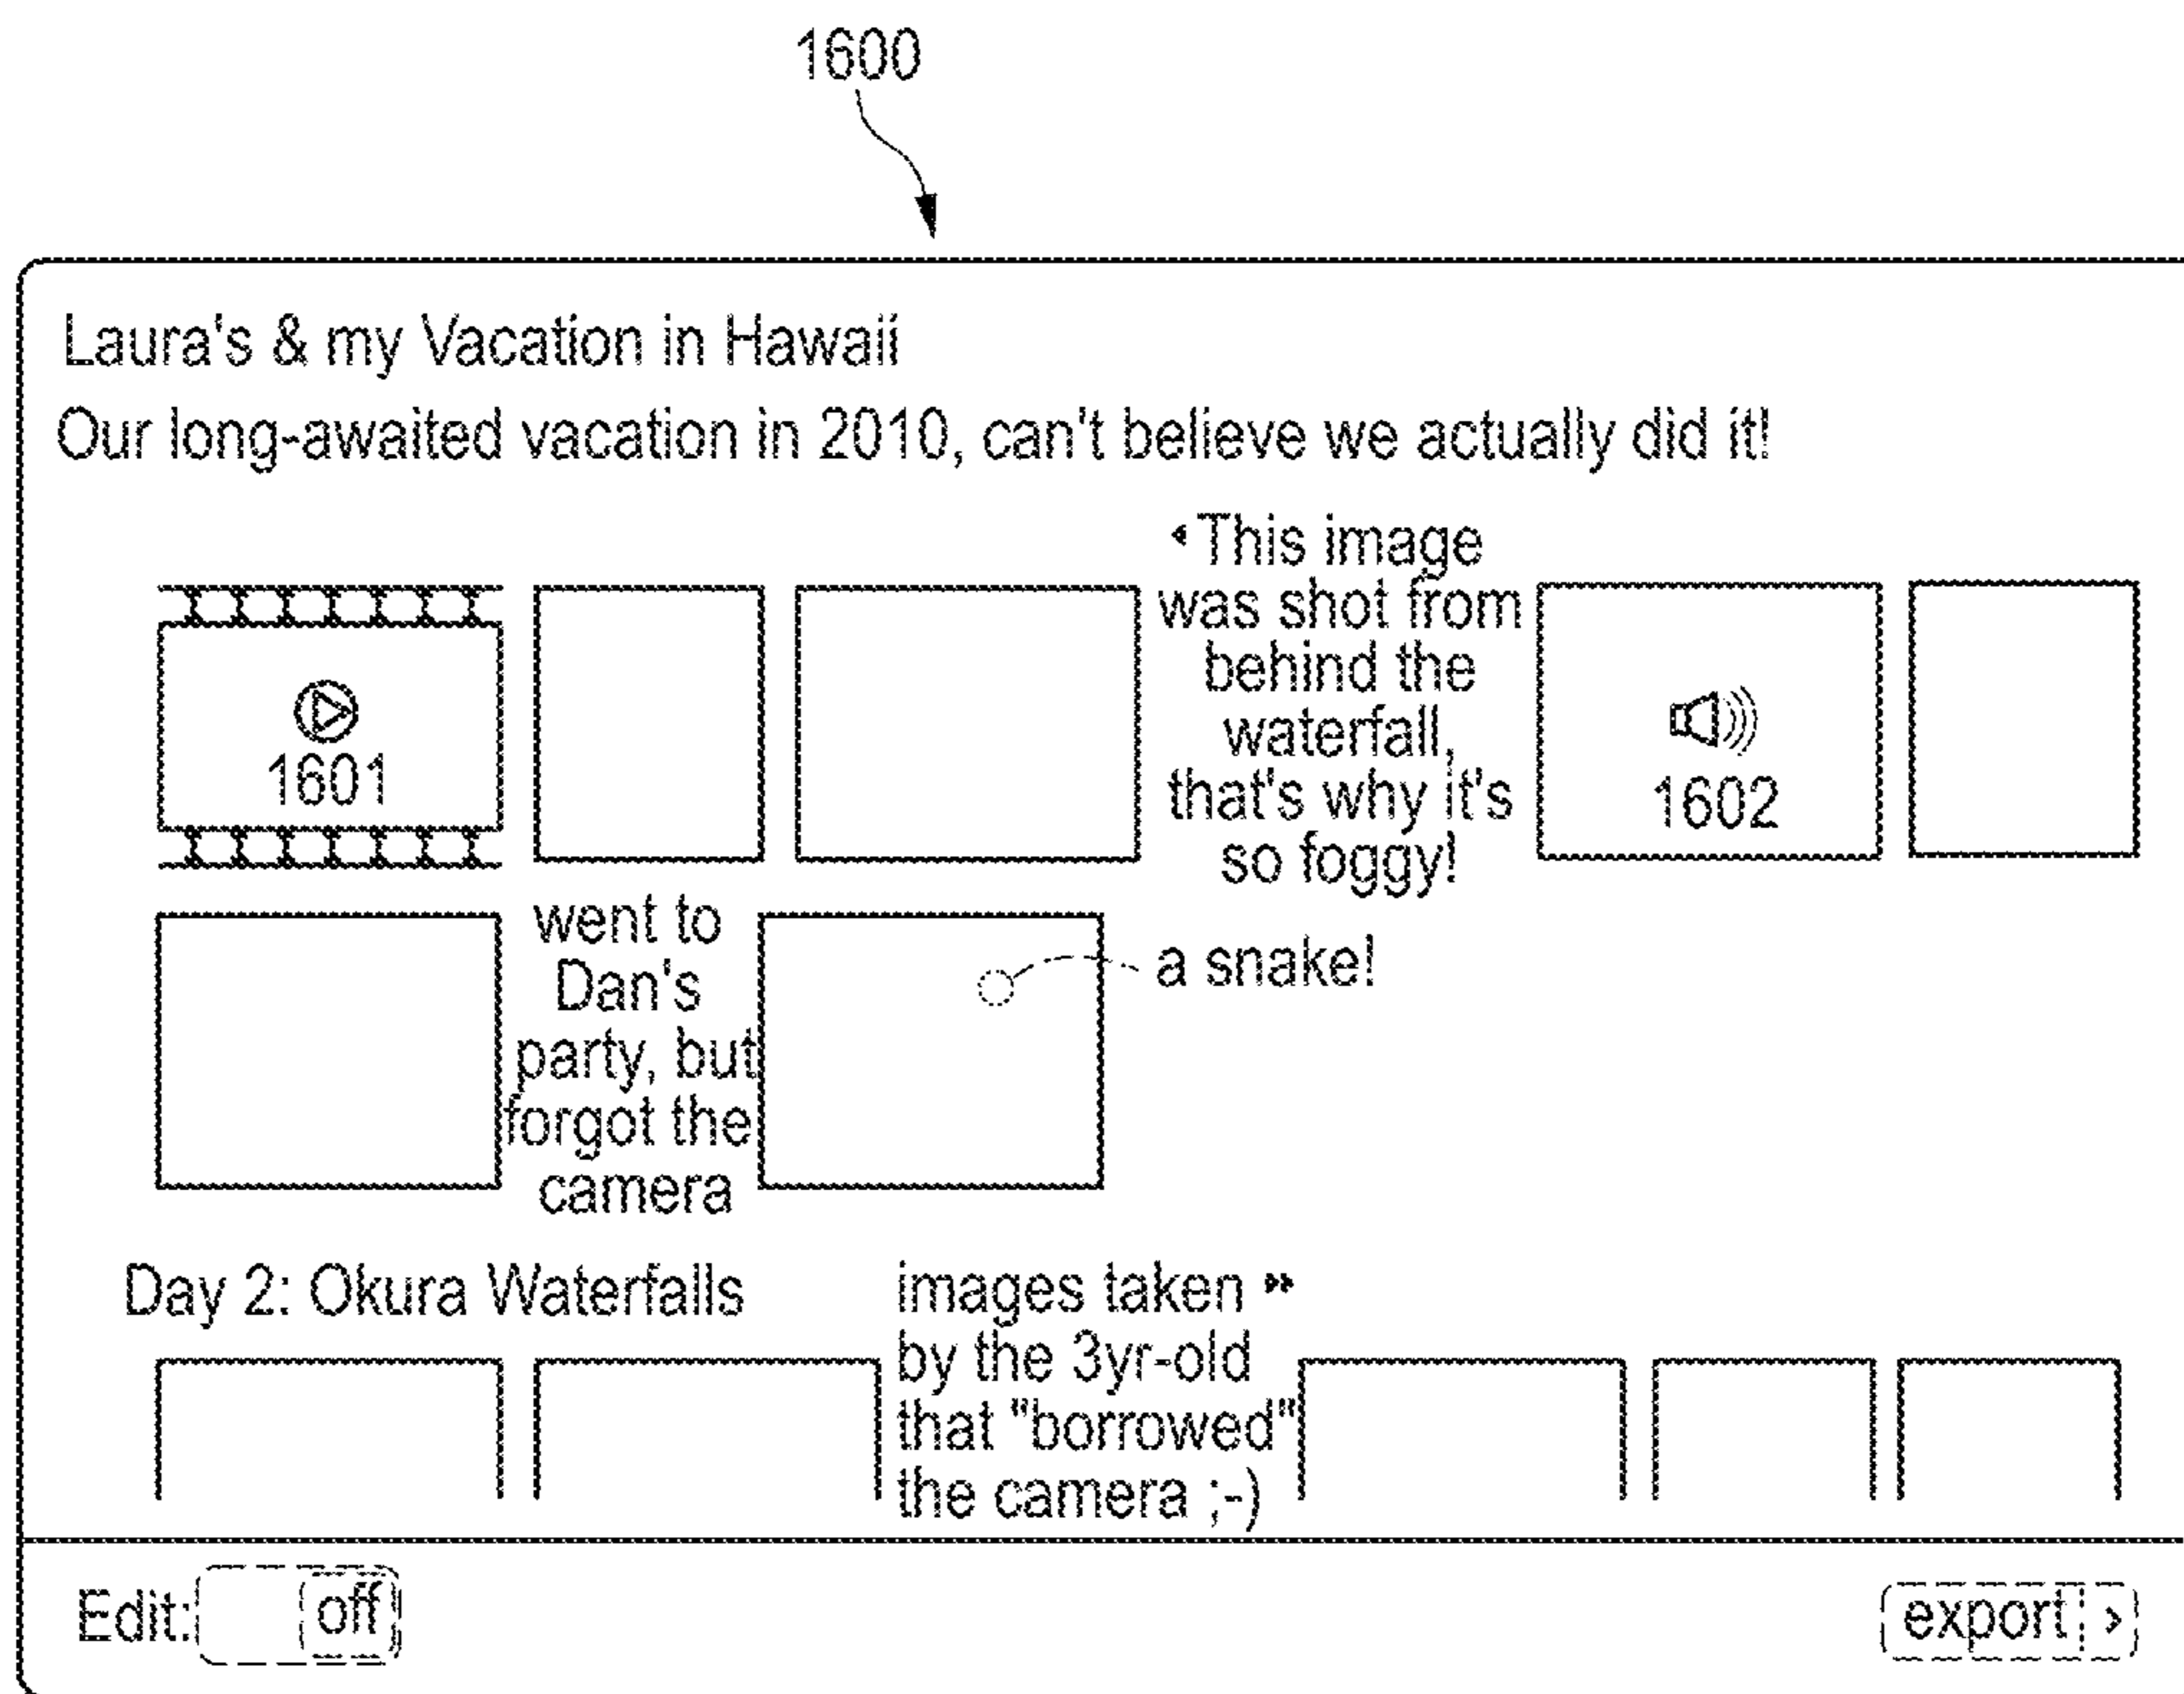 1600
Laura's & my Vacation in Hawaii
Our long-awaited vacation in 2010, can't believe we actually did it!
This image
was shot from
behind the
waterfall,
that's why it's
so foggy!
1601
1602
went to
Dan's
party, but
forgot the
camera
a snake!
Day 2: Okura Waterfalls
images taken
by the 3yr-old
that "borrowed"
the camera ;-)
Edit: off
export >